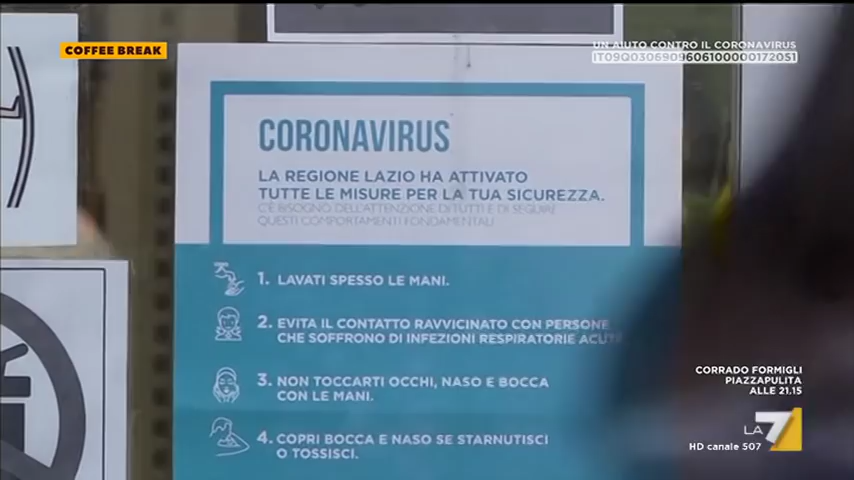 COFFEE BREAK
UN AIUTO CONTRO IL CORONAVIRUS
IT09Q0306909606100000172051
CORONAVIRUS
LA REGIONE LAZIO HA ATTIVATO
TUTTE LE MISURE PER LA TUA SICUREZZA.
C'È BISOGNO DELL'ATTENZIONE DI TUTTI E DI SEGUIRE
QUESTI COMPORTAMENTI FONDAMENTALI
1. LAVATI SPESSO LE MANI.
2. EVITA IL CONTATTO RAVVICINATO CON PERSONE
CHE SOFFRONO DI INFEZIONI RESPIRATORIE ACUTE
3. NON TOCCARTI OCCHI, NASO E BOCCA
CON LE MANI.
4. COPRI BOCCA E NASO SE STARNUTISCI
O TOSSISCI.
CORRADO FORMIGLI
PIAZZAPULITA
ALLE 21.15
LA 7
HD canale 507